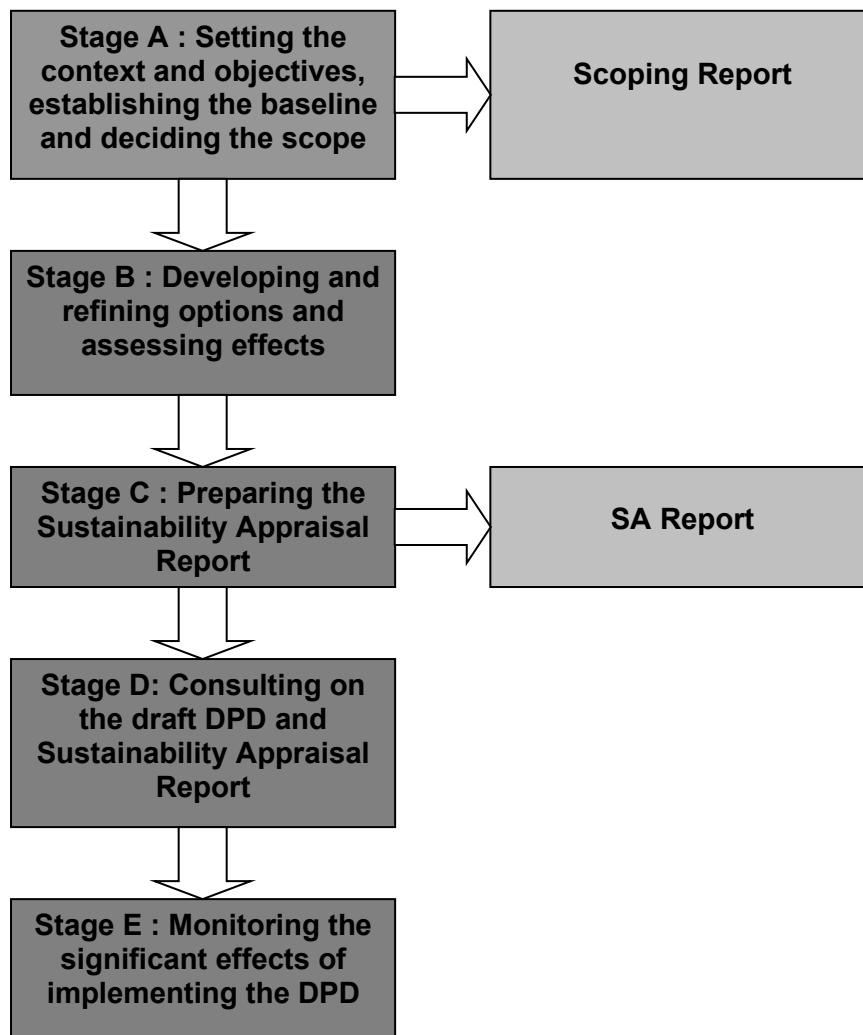 Stage A : Setting the
context and objectives,
establishing the baseline
and deciding the scope
Scoping Report
Stage B : Developing and
refining options and
assessing effects
Stage C : Preparing the
Sustainability Appraisal
Report
SA Report
Stage D: Consulting on
the draft DPD and
Sustainability Appraisal
Report
Stage E : Monitoring the
significant effects of
implementing the DPD